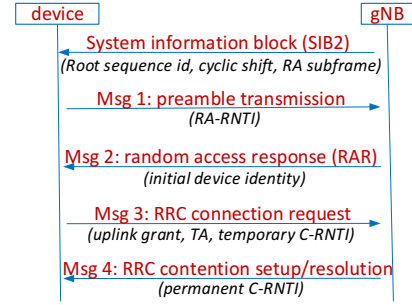 device
gNB
System information block (SIB2)
(Root sequence id, cyclic shift, RA subframe)
Msg 1: preamble transmission
(RA-RNTI)
Msg 2: random access response (RAR)
(initial device identity)
Msg 3: RRC connection request
(uplink grant, TA, temporary C-RNTI)
Msg 4: RRC contention setup/resolution
(permanent C-RNTI)